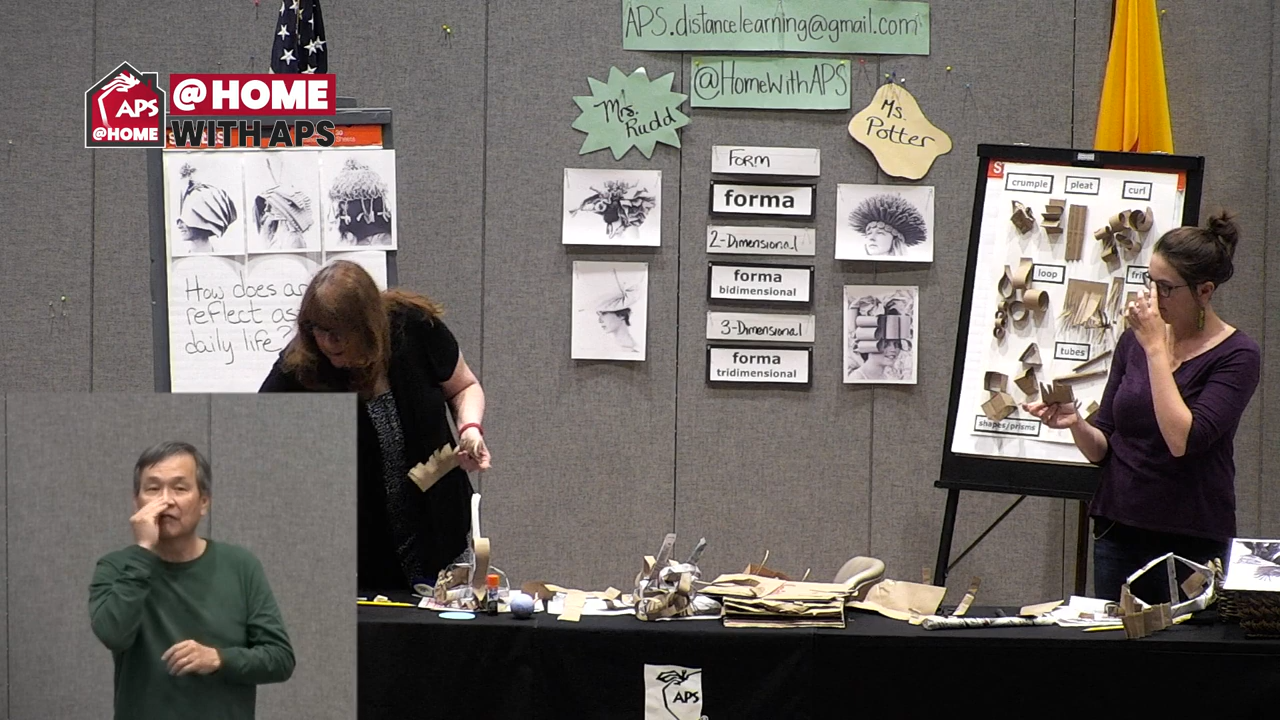 APS.distancelearning@gmail.com
@HomeWithAPS
APS
@HOME
@HOME
WITH APS
Mrs.
Rudd
Ms.
Potter
FORM
forma
2-Dimensional
forma
bidimensional
3-Dimensional
forma
tridimensional
How does
reflect
daily life?
crumple
pleat
curl
loop
tubes
shapes/prisms
APS